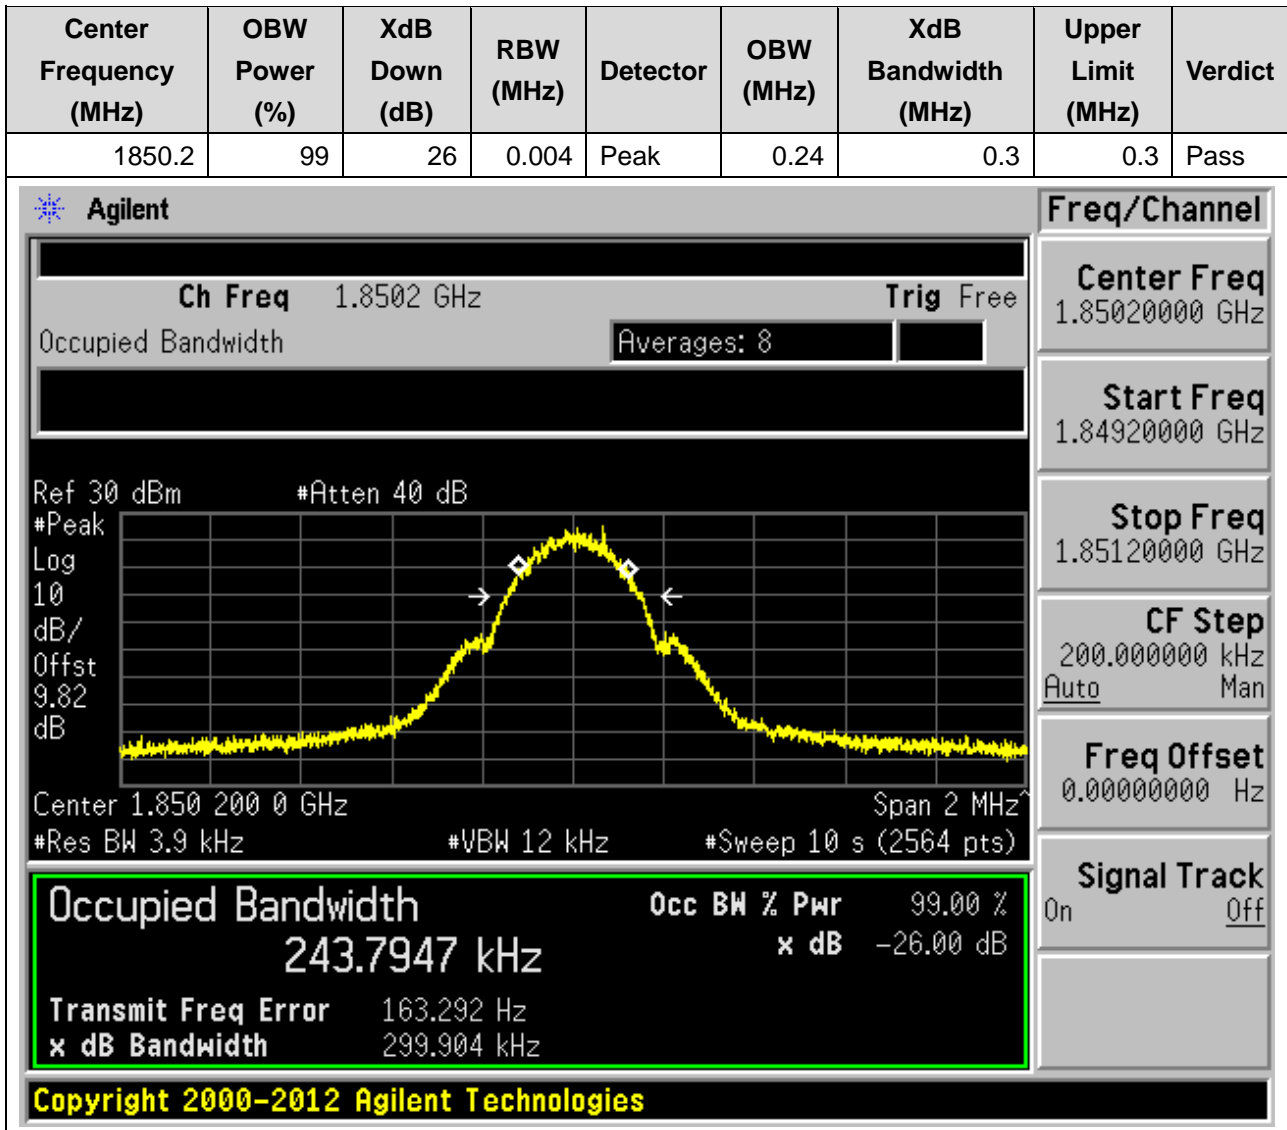 Center Frequency (MHz) OBW Power (%) XdB Down (dB) RBW (MHz) Detector OBW (MHz) XdB Bandwidth (MHz) Upper Limit (MHz) Verdict
1850.2 99 26 0.004 Peak 0.24 0.3 0.3 Pass
Agilent
Freq/Channel
Ch Freq 1.8502 GHz Trig Free
Occupied Bandwidth Averages: 8
Ref 30 dBm #Atten 40 dB
#Peak
Log
10
dB/
Offst
9.82
dB
Center 1.850 200 0 GHz Span 2 MHz^
#Res BW 3.9 kHz #VBW 12 kHz #Sweep 10 s (2564 pts)
Occupied Bandwidth Occ BW % Pwr 99.00 %
243.7947 kHz x dB -26.00 dB
Transmit Freq Error 163.292 Hz
x dB Bandwidth 299.904 kHz
Center Freq
1.85020000 GHz
Start Freq
1.84920000 GHz
Stop Freq
1.85120000 GHz
CF Step
200.000000 kHz
Auto Man
Freq Offset
0.00000000 Hz
Signal Track
On Off
Copyright 2000-2012 Agilent Technologies